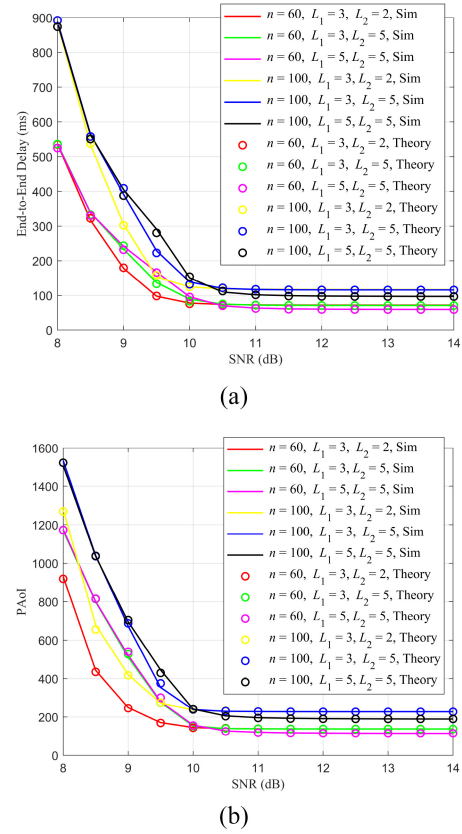 900
800
700
600
500
400
300
200
100
0
End-to-End Delay (ms)
n = 60, L1 = 3, L2 = 2, Sim
n = 60, L1 = 3, L2 = 5, Sim
n = 60, L1 = 5, L2 = 5, Sim
n = 100, L1 = 3, L2 = 2, Sim
n = 100, L1 = 3, L2 = 5, Sim
n = 100, L1 = 5, L2 = 5, Sim
n = 60, L1 = 3, L2 = 2, Theory
n = 60, L1 = 3, L2 = 5, Theory
n = 60, L1 = 5, L2 = 5, Theory
n = 100, L1 = 3, L2 = 2, Theory
n = 100, L1 = 3, L2 = 5, Theory
n = 100, L1 = 5, L2 = 5, Theory
8 9 10 11 12 13 14
SNR (dB)
(a)
1600
1400
1200
1000
800
600
400
200
0
PAoI
n = 60, L1 = 3, L2 = 2, Sim
n = 60, L1 = 3, L2 = 5, Sim
n = 60, L1 = 5, L2 = 5, Sim
n = 100, L1 = 3, L2 = 2, Sim
n = 100, L1 = 3, L2 = 5, Sim
n = 100, L1 = 5, L2 = 5, Sim
n = 60, L1 = 3, L2 = 2, Theory
n = 60, L1 = 3, L2 = 5, Theory
n = 60, L1 = 5, L2 = 5, Theory
n = 100, L1 = 3, L2 = 2, Theory
n = 100, L1 = 3, L2 = 5, Theory
n = 100, L1 = 5, L2 = 5, Theory
8 9 10 11 12 13 14
SNR (dB)
(b)